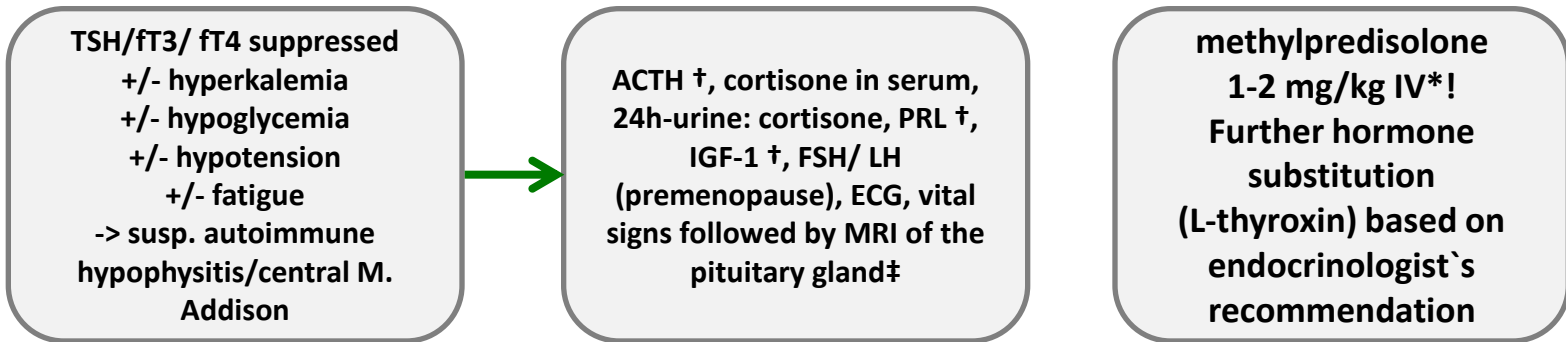 TSH/fT3/ fT4 suppressed
+/- hyperkalemia
+/- hypoglycemia
+/- hypotension
+/- fatigue
-> susp. autoimmune
hypophysitis/central M.
Addison
ACTH †, cortisone in serum,
24h-urine: cortisone, PRL †,
IGF-1 †, FSH/ LH
(premenopause), ECG, vital
signs followed by MRI of the
pituitary gland‡
methylpredisolone
1-2 mg/kg IV*!
Further hormone
substitution
(L-thyroxin) based on
endocrinologist`s
recommendation